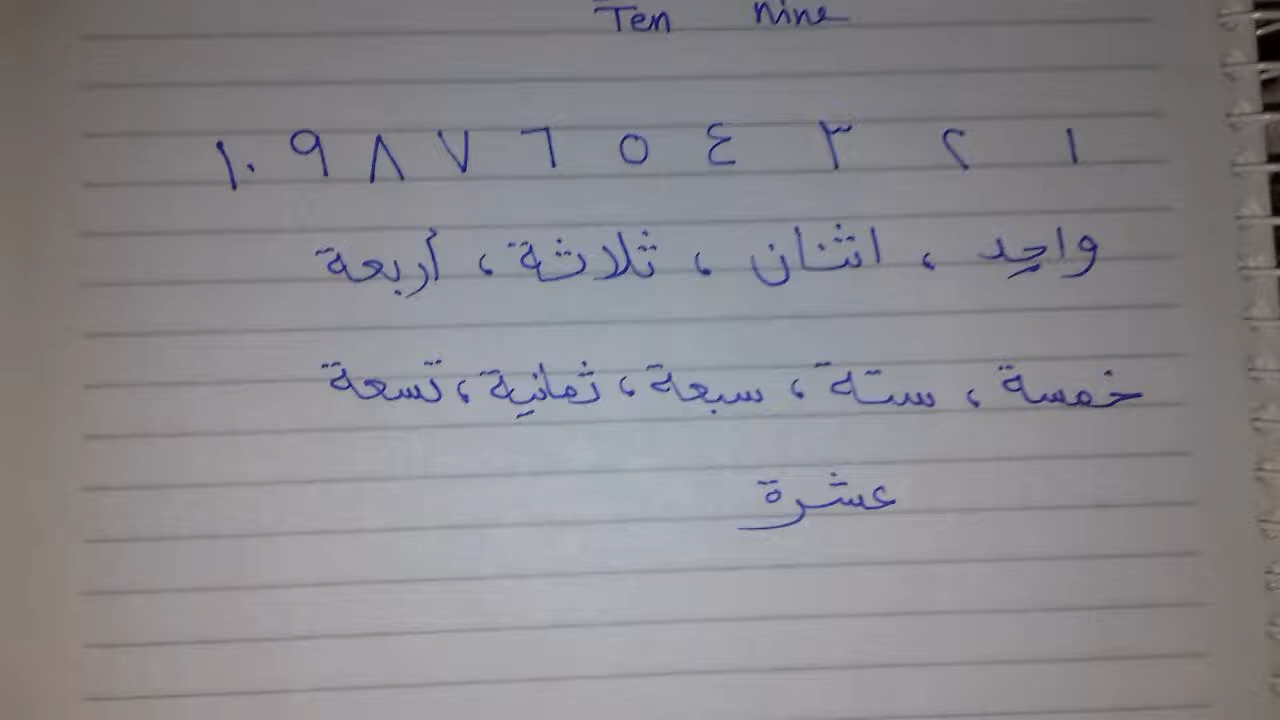 Ten nine
١ ٢ ٣ ٤ ٥ ٦ ٧ ٨ ٩ ١٠
واحد ، اثنان ، ثلاثة ، أربعة
خمسة ، ستة ، سبعة ، ثمانية ، تسعة
عشرة